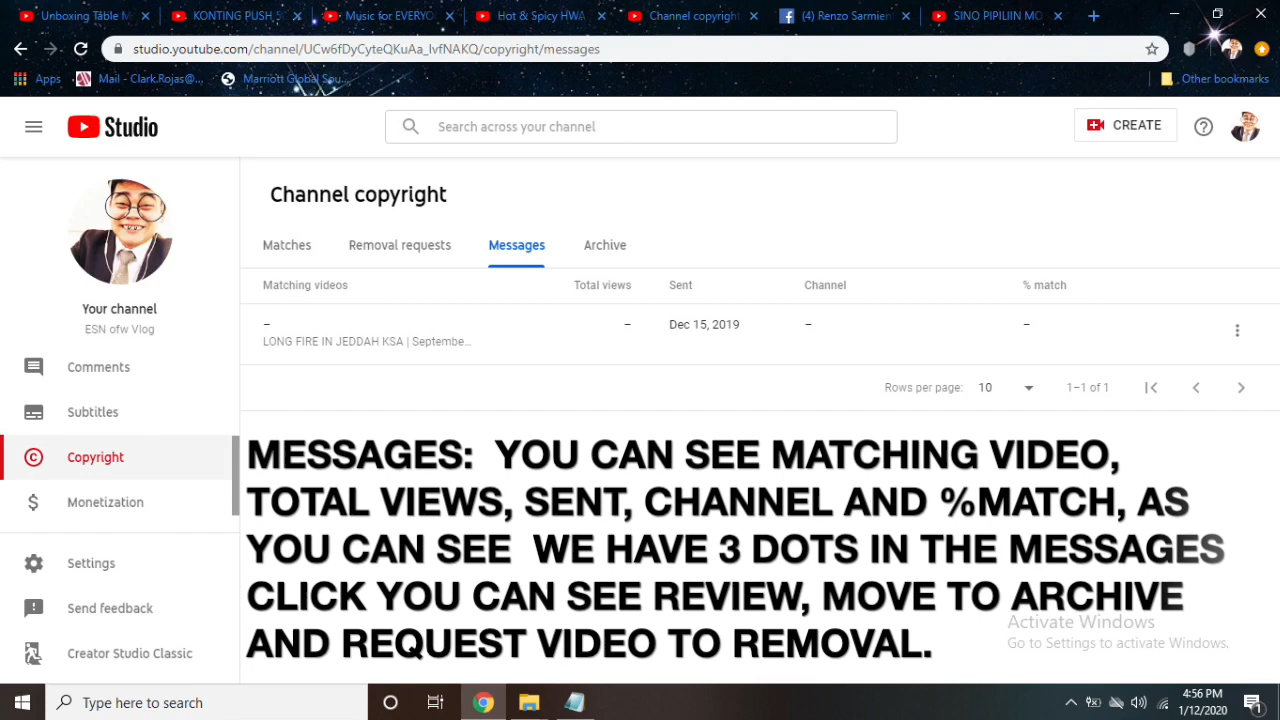 Unboxing Table M
KONTING PUSH 5
Music for EVERYO
Hot & Spicy HWA
Channel copyright
(4) Renzo Sarmien
SINO PIPILIIN MO
studio.youtube.com/channel/UCw6fDyCyteQKuAa_lvfNAKQ/copyright/messages
Apps
Mail - Clark.Rojas@...
Marriott Global Sou...
Other bookmarks
Studio
Search across your channel
CREATE
Channel copyright
Matches
Removal requests
Messages
Archive
Matching videos
Total views
Sent
Channel
% match
–
–
Dec 15, 2019
–
–
LONG FIRE IN JEDDAH KSA | Septembe...
Rows per page:
10
1–1 of 1
Your channel
ESN ofw Vlog
Comments
Subtitles
Copyright
Monetization
Settings
Send feedback
Creator Studio Classic
MESSAGES: YOU CAN SEE MATCHING VIDEO,
TOTAL VIEWS, SENT, CHANNEL AND %MATCH, AS
YOU CAN SEE WE HAVE 3 DOTS IN THE MESSAGES
CLICK YOU CAN SEE REVIEW, MOVE TO ARCHIVE
AND REQUEST VIDEO TO REMOVAL.
Activate Windows
Go to Settings to activate Windows.
Type here to search
4:56 PM
1/12/2020
1